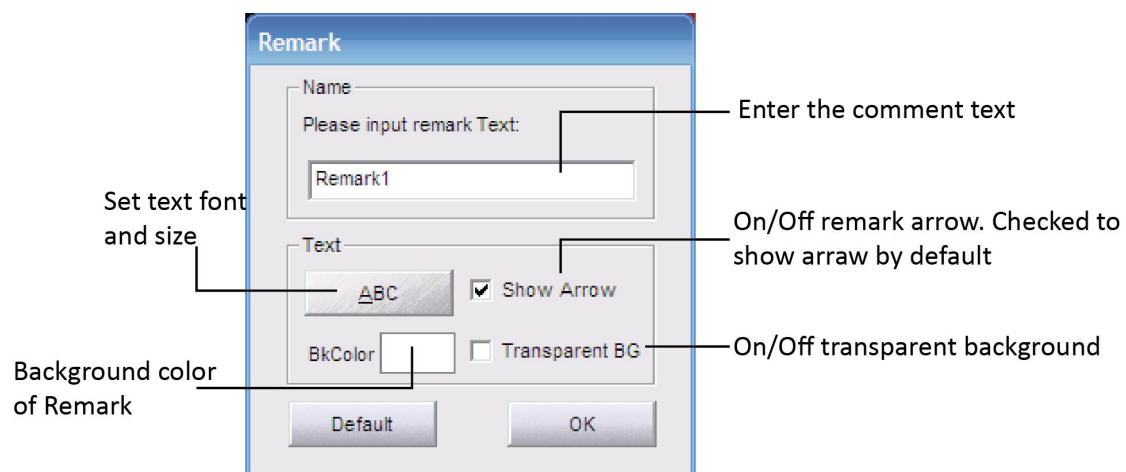 Remark
Name
Please input remark Text:
Enter the comment text
Remark1
Set text font
and size
On/Off remark arrow. Checked to
show arraw by default
Text
ABC
Show Arrow
BkColor
Transparent BG
On/Off transparent background
Background color
of Remark
Default
OK